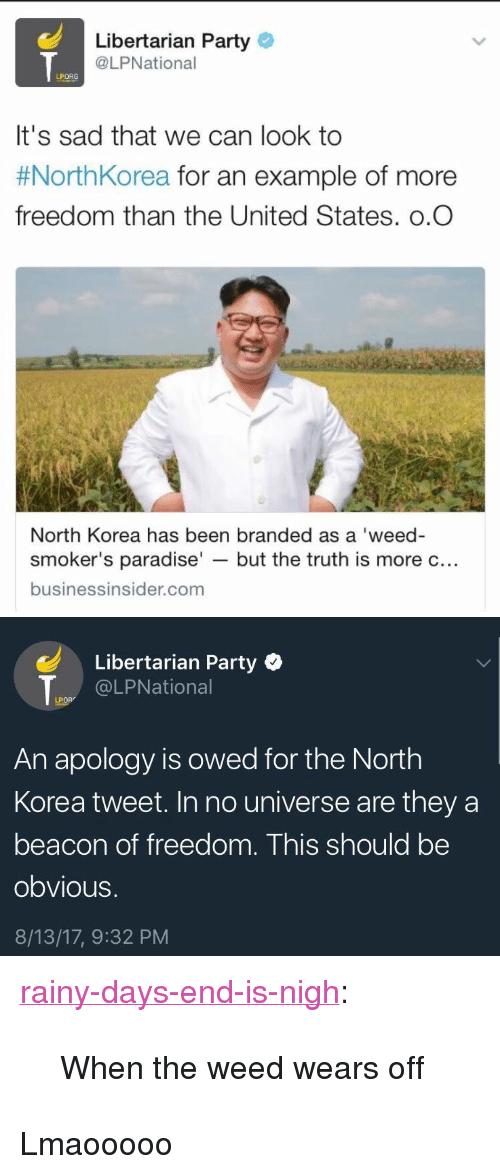 Libertarian Party
@LPNational
LP.ORG
It's sad that we can look to
#NorthKorea for an example of more
freedom than the United States. o.O
North Korea has been branded as a 'weed-
smoker's paradise' — but the truth is more c...
businessinsider.com
Libertarian Party
@LPNational
An apology is owed for the North
Korea tweet. In no universe are they a
beacon of freedom. This should be
obvious.
8/13/17, 9:32 PM
rainy-days-end-is-nigh:
When the weed wears off
Lmaooooo